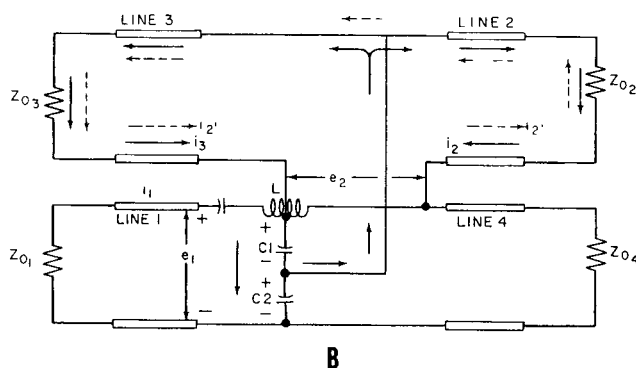 LINE 3
LINE 2
Z03
Z02
i2'
i3
i2'
i2
e2
i1
L
LINE 1
+
+
LINE 4
e1
C1
-
Z01
+
Z04
C2
-
-
B